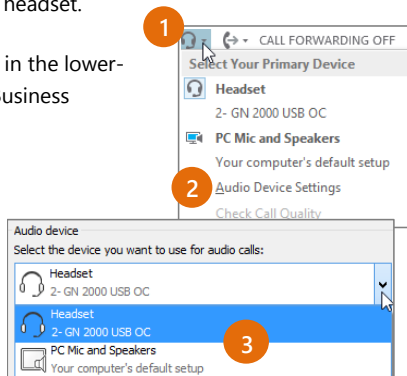 headset.
in the lower-
Business
1
CALL FORWARDING OFF
Select Your Primary Device
Headset
2- GN 2000 USB OC
PC Mic and Speakers
Your computer's default setup
2
Audio Device Settings
Check Call Quality
Audio device
Select the device you want to use for audio calls:
Headset
2- GN 2000 USB OC
Headset
2- GN 2000 USB OC
3
PC Mic and Speakers
Your computer's default setup